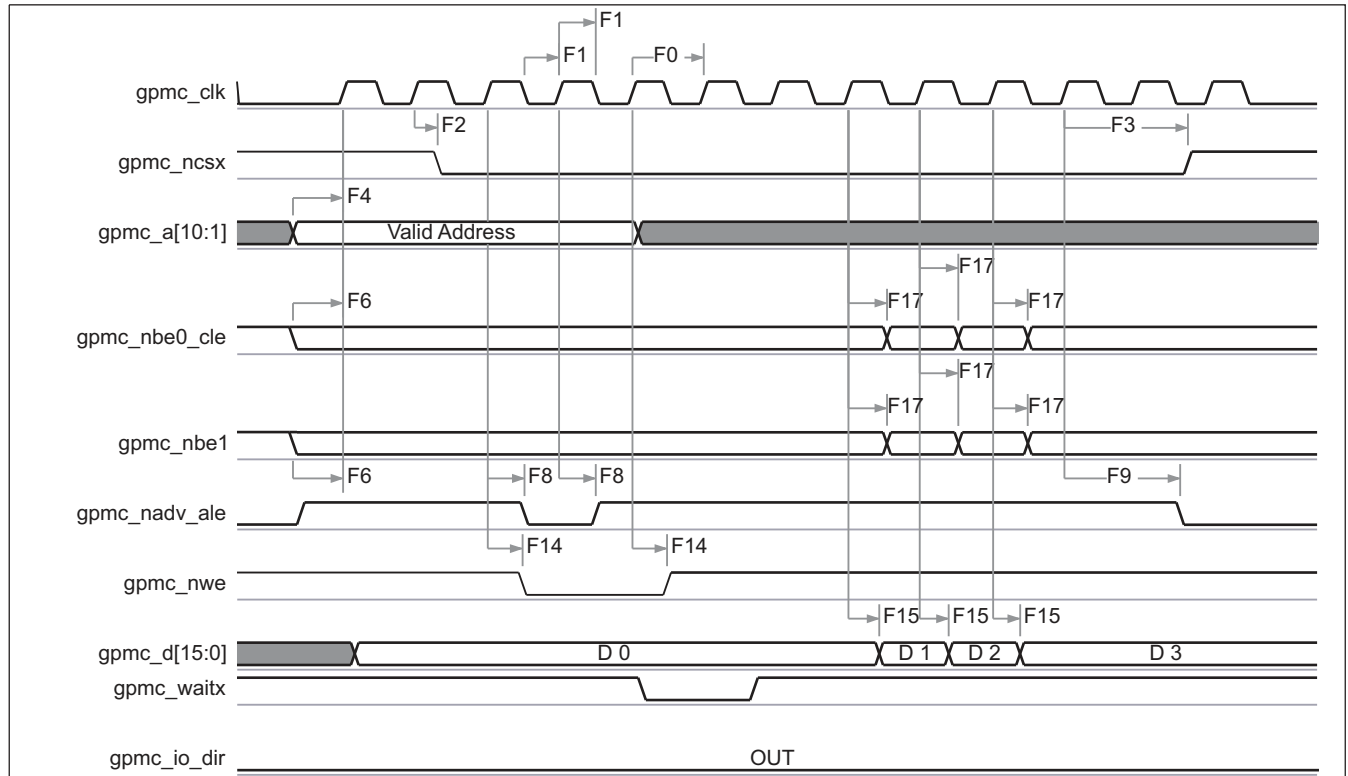 F1
F1 F0
gpmc_clk
F2 F3
gpmc_ncsx
F4
gpmc_a[10:1] Valid Address
F17
F6 F17 F17
gpmc_nbe0_cle
F17
F17 F17
gpmc_nbe1
F6 F8 F8 F9
gpmc_nadv_ale
F14 F14
gpmc_nwe
F15 F15 F15
gpmc_d[15:0] D 0 D 1 D 2 D 3
gpmc_waitx
gpmc_io_dir OUT